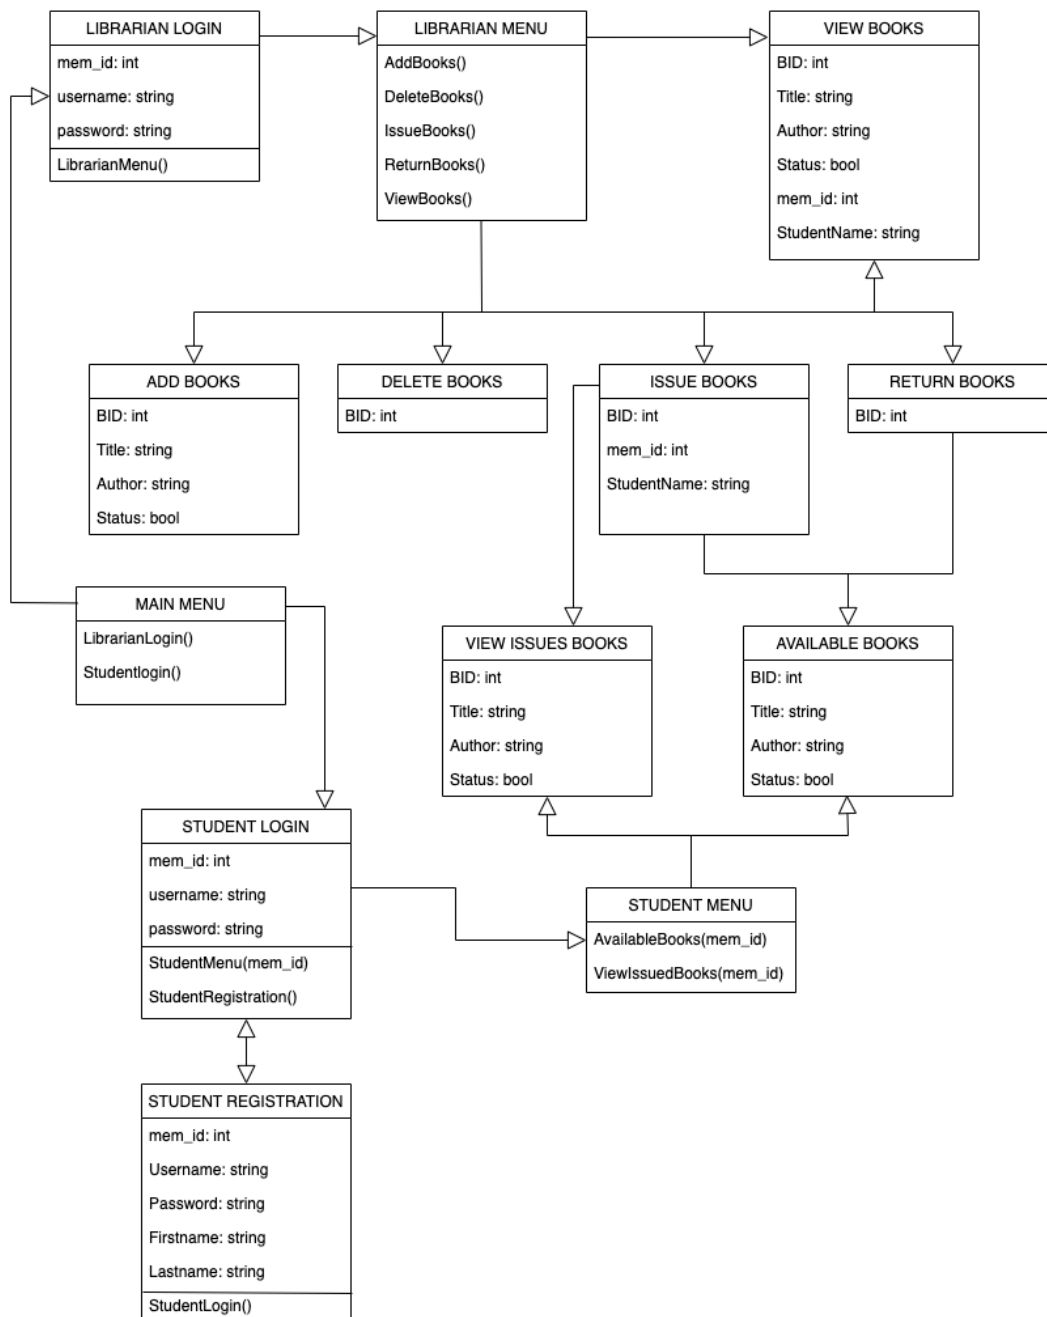 LIBRARIAN LOGIN
mem_id: int
username: string
password: string
LibrarianMenu()
LIBRARIAN MENU
AddBooks()
DeleteBooks()
IssueBooks()
ReturnBooks()
ViewBooks()
VIEW BOOKS
BID: int
Title: string
Author: string
Status: bool
mem_id: int
StudentName: string
ADD BOOKS
BID: int
Title: string
Author: string
Status: bool
DELETE BOOKS
BID: int
ISSUE BOOKS
BID: int
mem_id: int
StudentName: string
RETURN BOOKS
BID: int
MAIN MENU
LibrarianLogin()
Studentlogin()
VIEW ISSUES BOOKS
BID: int
Title: string
Author: string
Status: bool
AVAILABLE BOOKS
BID: int
Title: string
Author: string
Status: bool
STUDENT LOGIN
mem_id: int
username: string
password: string
StudentMenu(mem_id)
StudentRegistration()
STUDENT MENU
AvailableBooks(mem_id)
ViewIssuedBooks(mem_id)
STUDENT REGISTRATION
mem_id: int
Username: string
Password: string
Firstname: string
Lastname: string
StudentLogin()